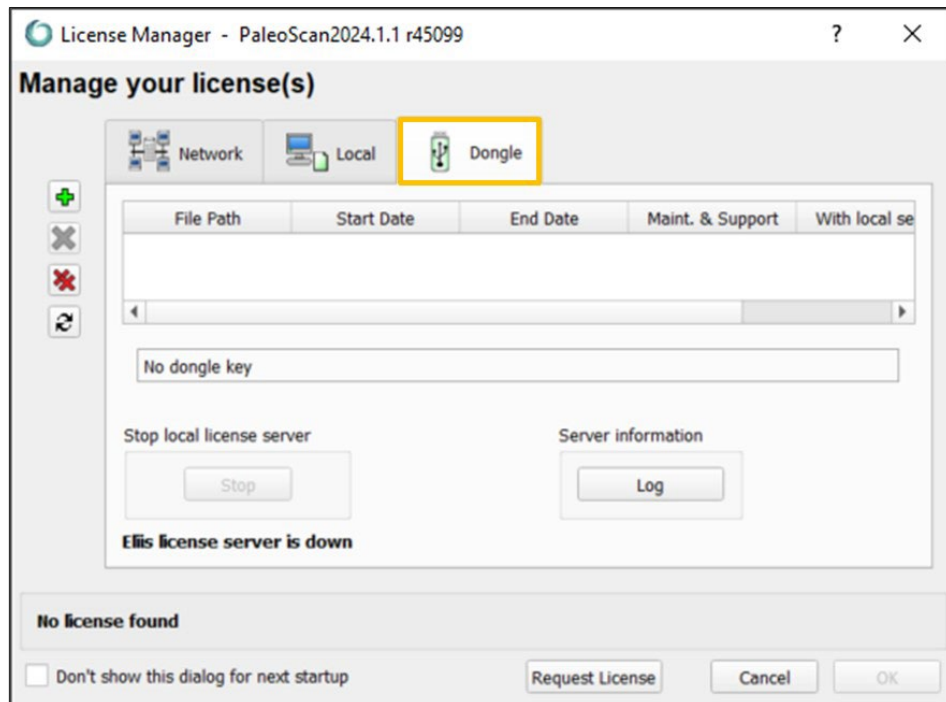 License Manager - PaleoScan2024.1.1 r45099
?
Manage your license(s)
Network
Local
Dongle
File Path
Start Date
End Date
Maint. & Support
With local se
No dongle key
Stop local license server
Server information
Stop
Log
Eliis license server is down
No license found
Don't show this dialog for next startup
Request License
Cancel
OK